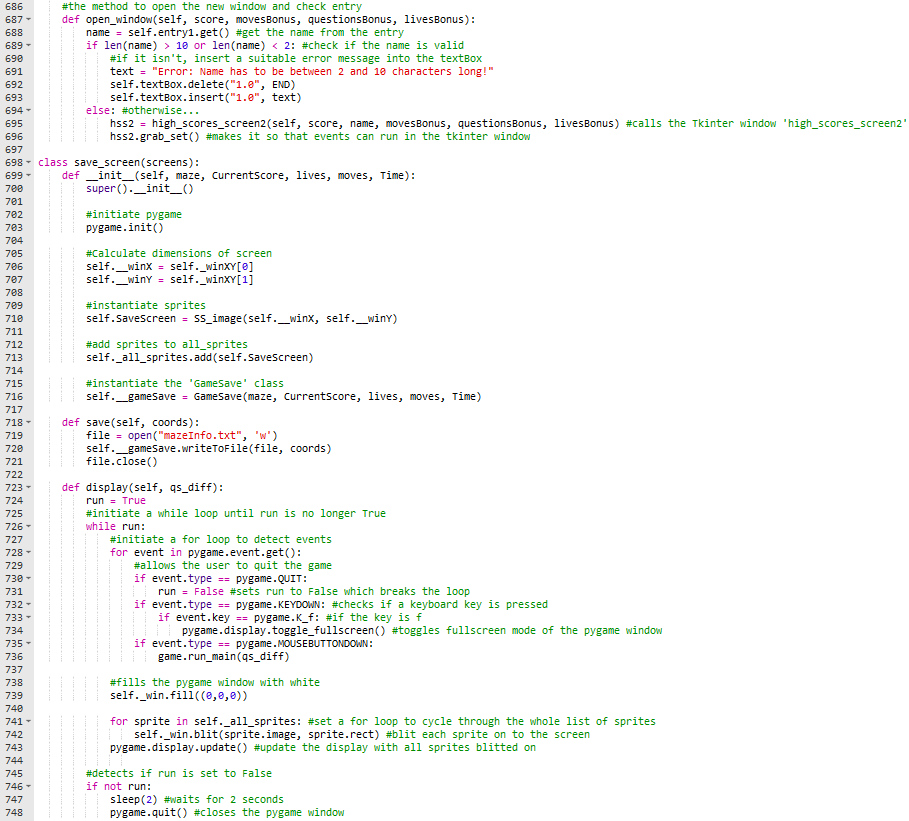 686 #the method to open the new window and check entry
687 def open_window(self, score, movesBonus, questionsBonus, livesBonus):
688 name = self.entry1.get() #get the name from the entry
689 if len(name) > 10 or len(name) < 2: #check if the name is valid
690 #if it isn't, insert a suitable error message into the textBox
691 text = "Error: Name has to be between 2 and 10 characters long!"
692 self.textBox.delete("1.0", END)
693 self.textBox.insert("1.0", text)
694 else: #otherwise...
695 hss2 = high_scores_screen2(self, score, name, movesBonus, questionsBonus, livesBonus) #calls the Tkinter window 'high_scores_screen2'
696 hss2.grab_set() #makes it so that events can run in the tkinter window
697
698 class save_screen(screens):
699 def __init__(self, maze, CurrentScore, lives, moves, Time):
700 super().__init__()
701
702 #initiate pygame
703 pygame.init()
704
705 #Calculate dimensions of screen
706 self.__winX = self._winXY[0]
707 self.__winY = self._winXY[1]
708
709 #instantiate sprites
710 self.SaveScreen = SS_image(self.__winX, self.__winY)
711
712 #add sprites to all_sprites
713 self._all_sprites.add(self.SaveScreen)
714
715 #instantiate the 'GameSave' class
716 self.__gameSave = GameSave(maze, CurrentScore, lives, moves, Time)
717
718 def save(self, coords):
719 file = open("mazeInfo.txt", 'w')
720 self.__gameSave.writeToFile(file, coords)
721 file.close()
722
723 def display(self, qs_diff):
724 run = True
725 #initiate a while loop until run is no longer True
726 while run:
727 #initiate a for loop to detect events
728 for event in pygame.event.get():
729 #allows the user to quit the game
730 if event.type == pygame.QUIT:
731 run = False #sets run to False which breaks the loop
732 if event.type == pygame.KEYDOWN: #checks if a keyboard key is pressed
733 if event.key == pygame.K_f: #if the key is f
734 pygame.display.toggle_fullscreen() #toggles fullscreen mode of the pygame window
735 if event.type == pygame.MOUSEBUTTONDOWN:
736 game.run_main(qs_diff)
737
738 #fills the pygame window with white
739 self._win.fill((0,0,0))
740
741 for sprite in self._all_sprites: #set a for loop to cycle through the whole list of sprites
742 self._win.blit(sprite.image, sprite.rect) #blit each sprite on to the screen
743 pygame.display.update() #update the display with all sprites blitted on
744
745 #detects if run is set to False
746 if not run:
747 sleep(2) #waits for 2 seconds
748 pygame.quit() #closes the pygame window